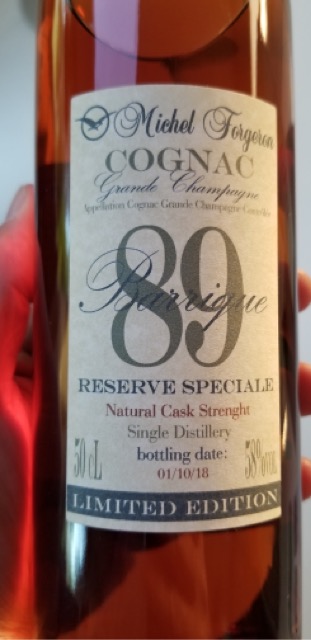 Michel Forgeron
COGNAC
Grande Champagne
Appellation Cognac Grande Champagne Contrôlée
89
Barrique
RESERVE SPECIALE
Natural Cask Strenght
Single Distillery
bottling date:
50 cL 01/10/18 58%vol.
LIMITED EDITION